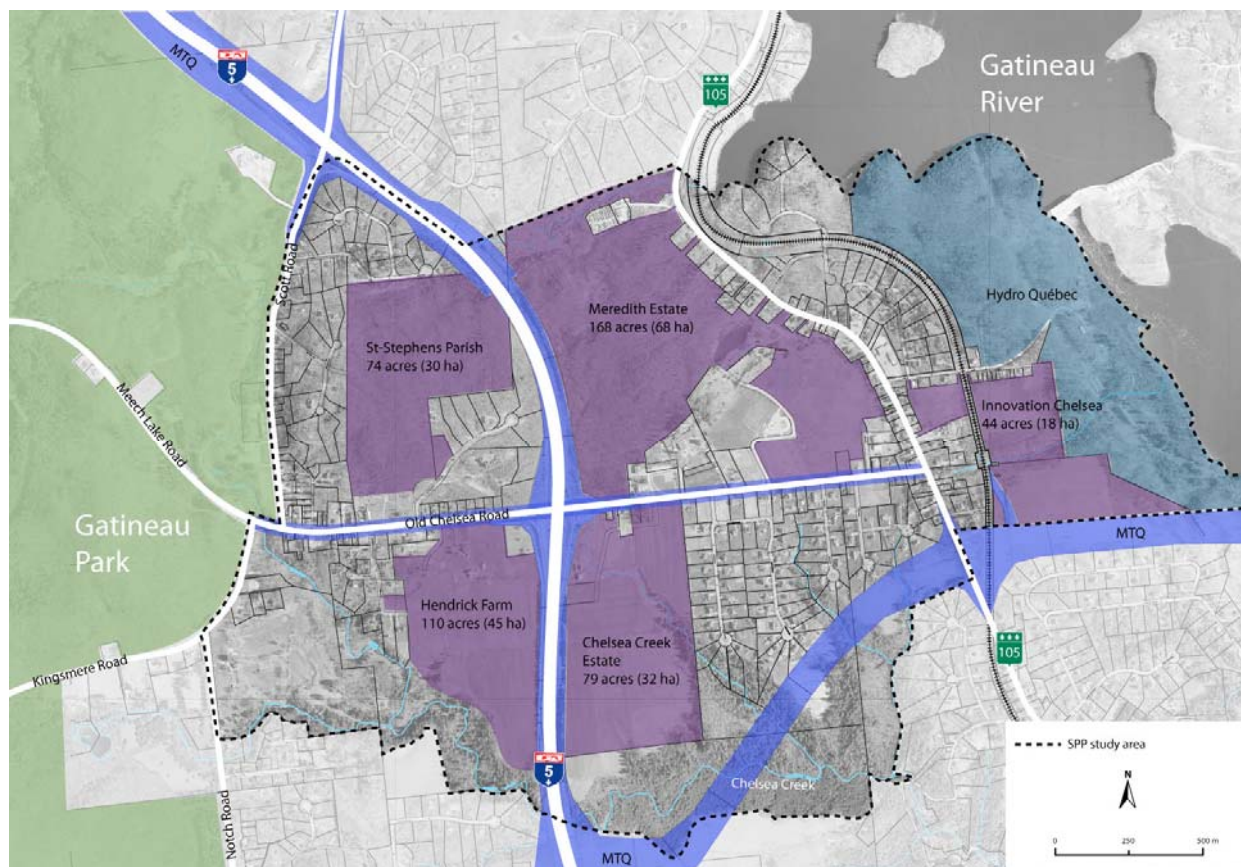 MTQ
5
105
Gatineau
River
Scott Road
Hydro Québec
Meredith Estate
168 acres (68 ha)
St-Stephens Parish
74 acres (30 ha)
Innovation Chelsea
44 acres (18 ha)
Meech Lake Road
Old Chelsea Road
Gatineau
Park
MTQ
Hendrick Farm
110 acres (45 ha)
Chelsea Creek
Estate
79 acres (32 ha)
105
Kingsmere Road
SPP study area
5
Chelsea Creek
N
Notch Road
0 250 500 m
MTQ